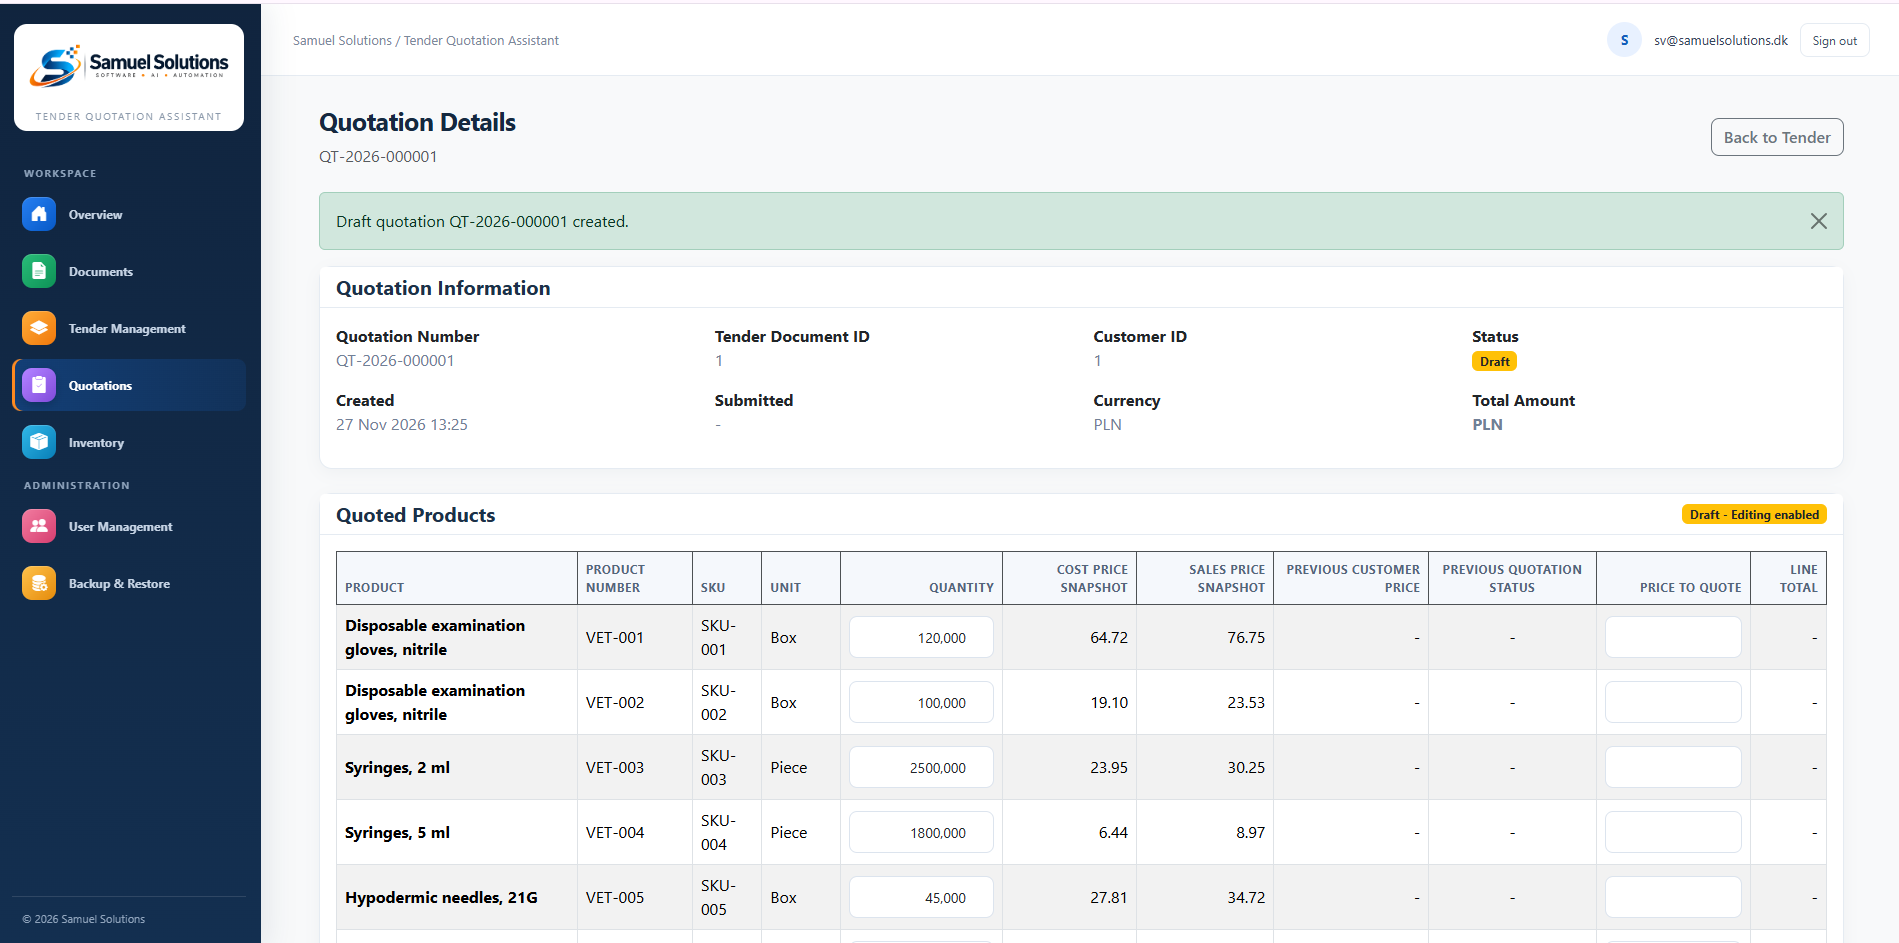 Samuel Solutions
SOFTWARE • AI • AUTOMATION
TENDER QUOTATION ASSISTANT
WORKSPACE
Overview
Documents
Tender Management
Quotations
Inventory
ADMINISTRATION
User Management
Backup & Restore
© 2026 Samuel Solutions
Samuel Solutions / Tender Quotation Assistant
S
sv@samuelsolutions.dk
Sign out
Quotation Details
QT-2026-000001
Back to Tender
Draft quotation QT-2026-000001 created.
Quotation Information
Quotation Number Tender Document ID Customer ID Status
QT-2026-000001 1 1 Draft
Created Submitted Currency Total Amount
27 Nov 2026 13:25 - PLN PLN
Quoted Products
Draft - Editing enabled
PRODUCT
PRODUCT
NUMBER
SKU
UNIT
QUANTITY
COST PRICE
SNAPSHOT
SALES PRICE
SNAPSHOT
PREVIOUS CUSTOMER
PRICE
PREVIOUS QUOTATION
STATUS
PRICE TO QUOTE
LINE
TOTAL
Disposable examination
gloves, nitrile
VET-001
SKU-
001
Box 120,000 64.72 76.75 - - -
Disposable examination
gloves, nitrile
VET-002
SKU-
002
Box 100,000 19.10 23.53 - - -
Syringes, 2 ml
VET-003
SKU-
003
Piece 2500,000 23.95 30.25 - - -
Syringes, 5 ml
VET-004
SKU-
004
Piece 1800,000 6.44 8.97 - - -
Hypodermic needles, 21G
VET-005
SKU-
005
Box 45,000 27.81 34.72 - - -